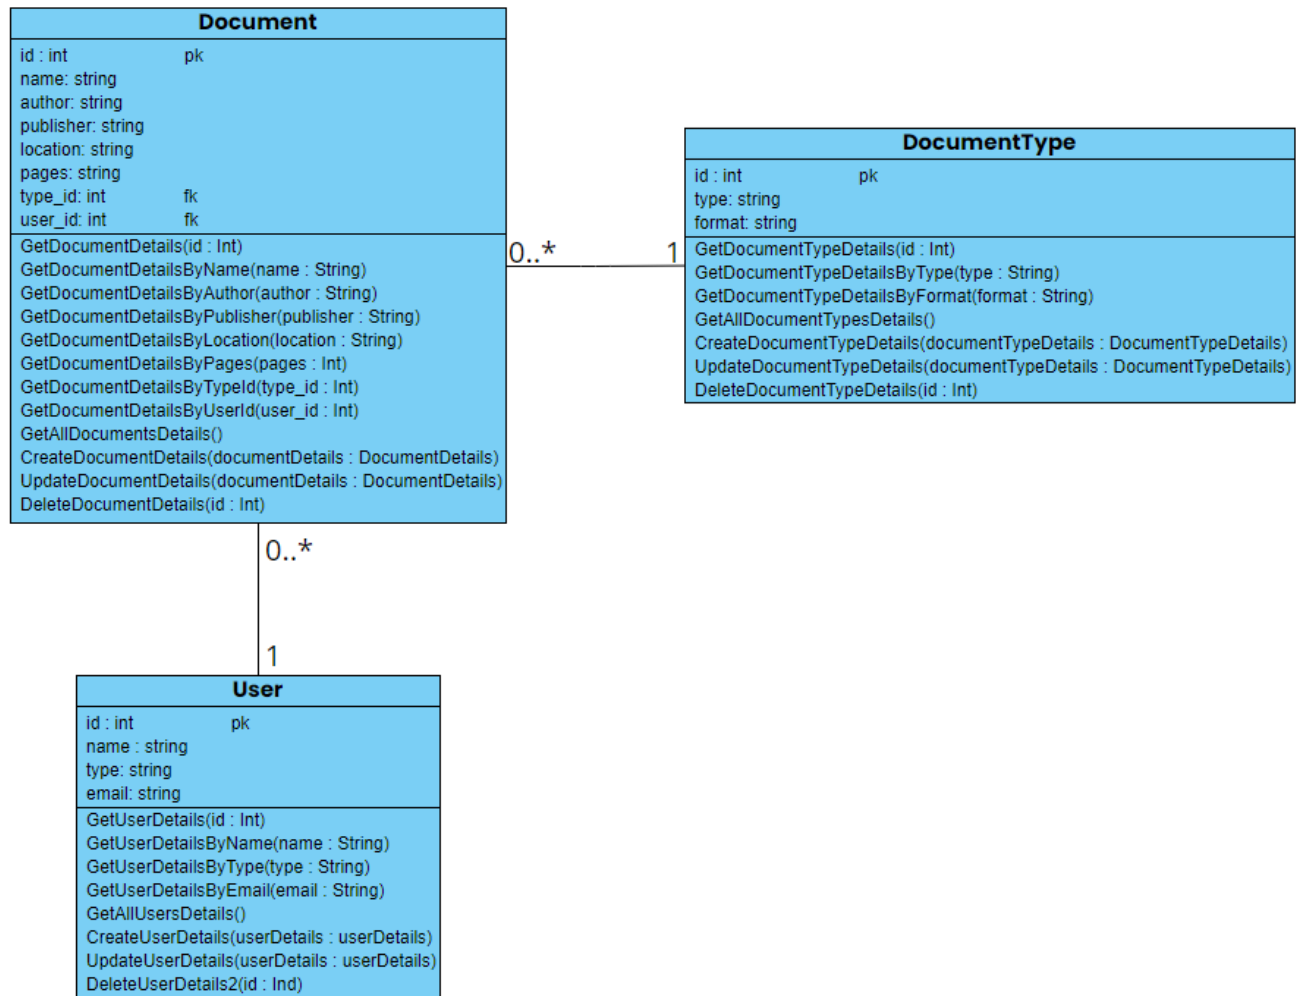 Document
id : int pk
name: string
author: string
publisher: string
location: string
pages: string
type_id: int fk
user_id: int fk
GetDocumentDetails(id : Int)
GetDocumentDetailsByName(name : String)
GetDocumentDetailsByAuthor(author : String)
GetDocumentDetailsByPublisher(publisher : String)
GetDocumentDetailsByLocation(location : String)
GetDocumentDetailsByPages(pages : Int)
GetDocumentDetailsByTypeId(type_id : Int)
GetDocumentDetailsByUserId(user_id : Int)
GetAllDocumentsDetails()
CreateDocumentDetails(documentDetails : DocumentDetails)
UpdateDocumentDetails(documentDetails : DocumentDetails)
DeleteDocumentDetails(id : Int)
0..* 1
DocumentType
id : int pk
type: string
format: string
GetDocumentTypeDetails(id : Int)
GetDocumentTypeDetailsByType(type : String)
GetDocumentTypeDetailsByFormat(format : String)
GetAllDocumentTypesDetails()
CreateDocumentTypeDetails(documentTypeDetails : DocumentTypeDetails)
UpdateDocumentTypeDetails(documentTypeDetails : DocumentTypeDetails)
DeleteDocumentTypeDetails(id : Int)
0..*
1
User
id : int pk
name : string
type: string
email: string
GetUserDetails(id : Int)
GetUserDetailsByName(name : String)
GetUserDetailsByType(type : String)
GetUserDetailsByEmail(email : String)
GetAllUsersDetails()
CreateUserDetails(userDetails : userDetails)
UpdateUserDetails(userDetails : userDetails)
DeleteUserDetails2(id : Ind)